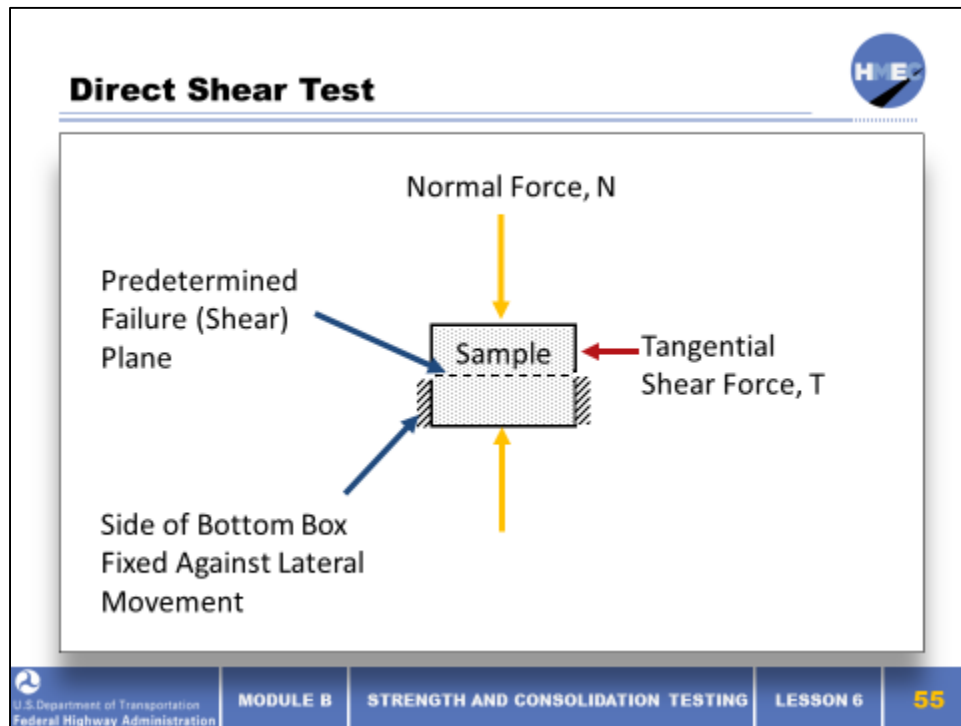 Direct Shear Test
HMEC
Normal Force, N
Predetermined
Failure (Shear)
Plane
Sample
Tangential
Shear Force, T
Side of Bottom Box
Fixed Against Lateral
Movement
U.S.Department of Transportation
Federal Highway Administration
MODULE B
STRENGTH AND CONSOLIDATION TESTING
LESSON 6
55